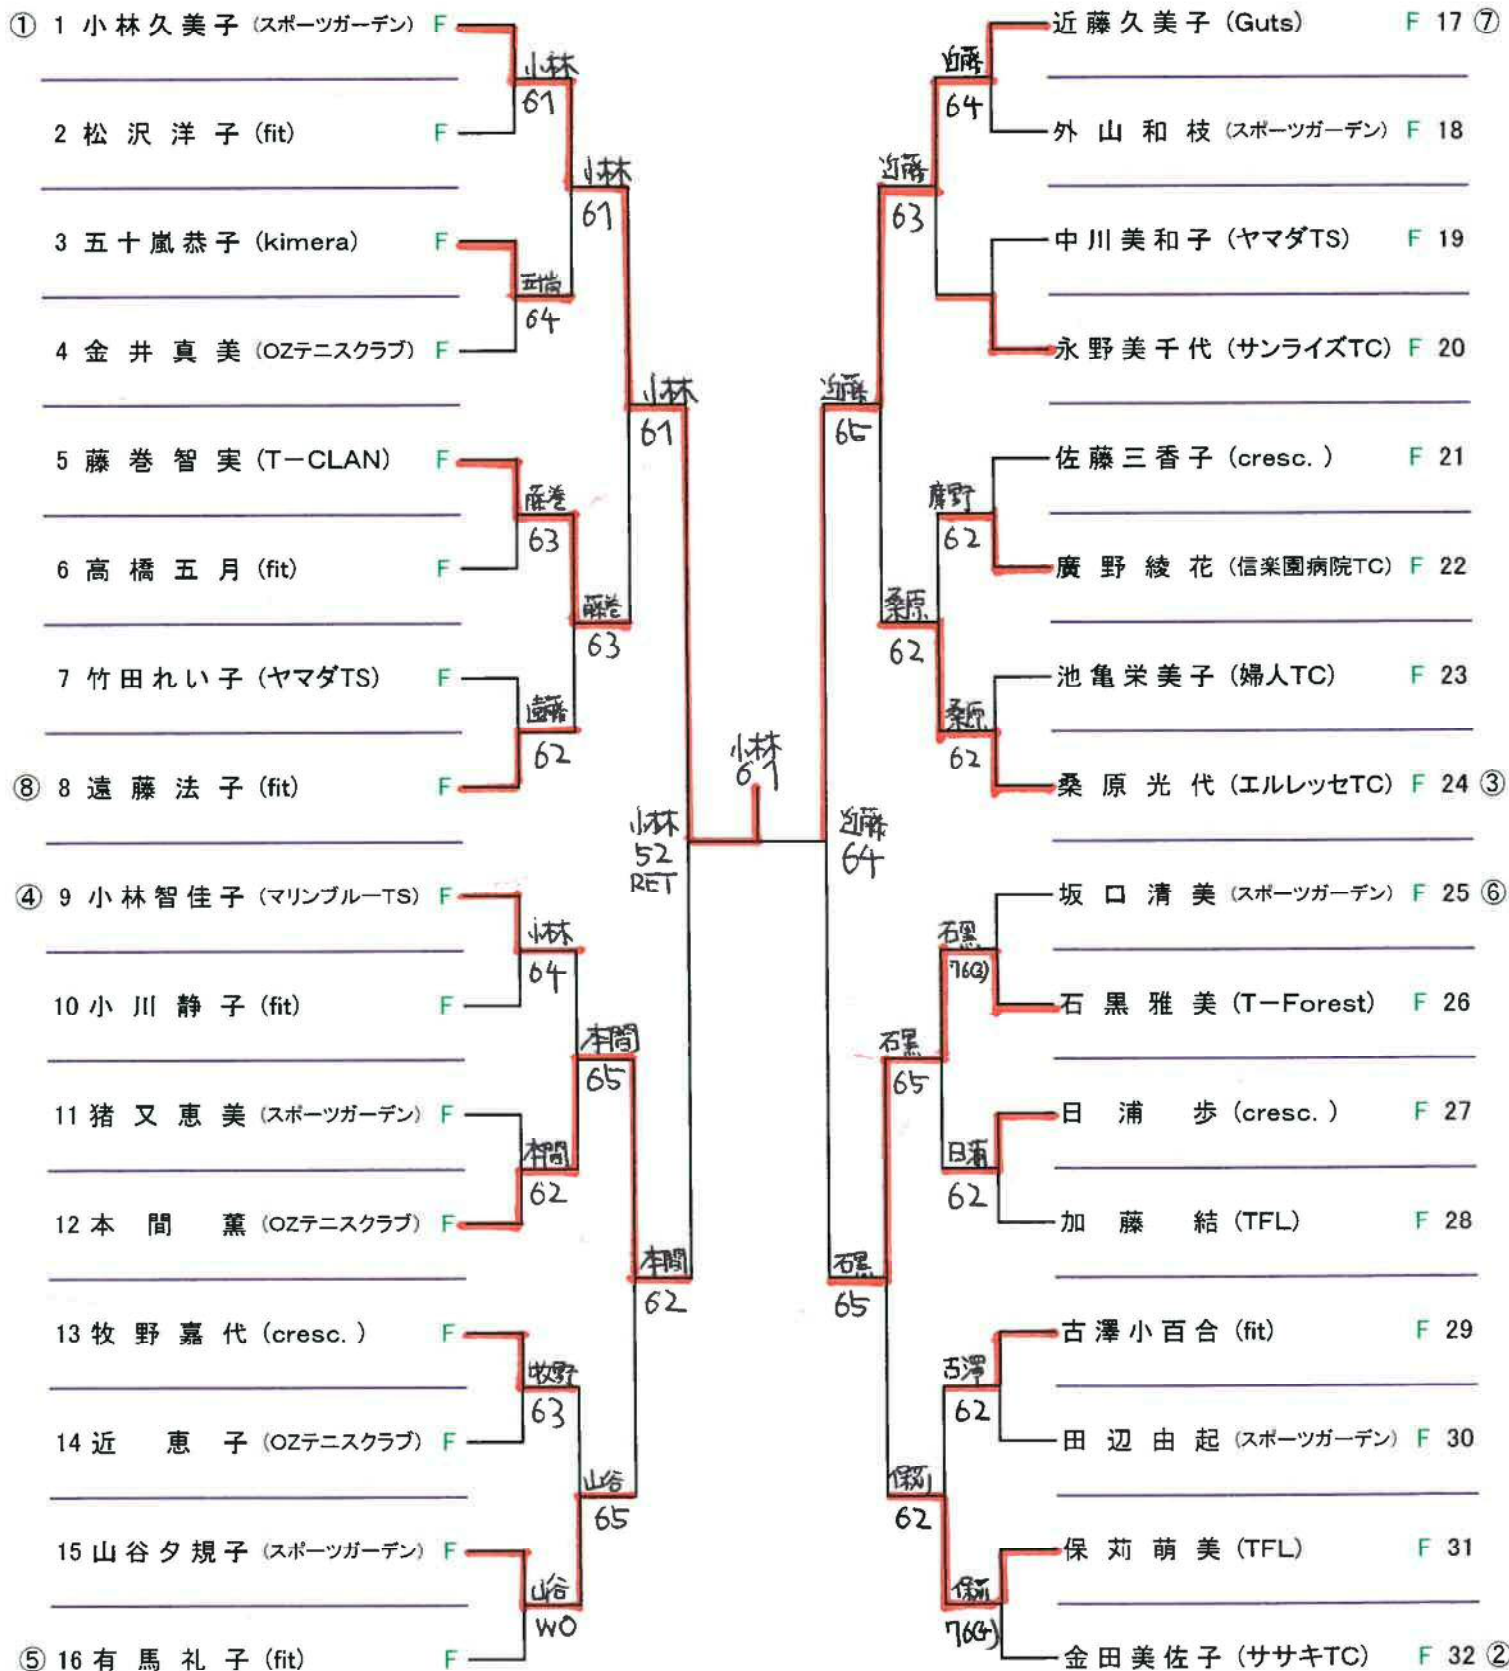 ① 1 小林久美子 (スポーツガーデン) F
小林
61
2 松沢洋子 (fit) F
小林
61
3 五十嵐恭子 (kimera) F
64
4 金井真美 (OZテニスクラブ) F
小林
61
5 藤巻智実 (T-CLAN) F
藤巻
63
6 高橋五月 (fit) F
藤巻
63
7 竹田れい子 (ヤマダTS) F
遠藤
62
⑧ 8 遠藤法子 (fit) F
小林
52
RET
④ 9 小林智佳子 (マリンブルーTS) F
小林
64
10 小川静子 (fit) F
本間
65
11 猪又恵美 (スポーツガーデン) F
本間
62
12 本間薫 (OZテニスクラブ) F
本間
62
13 牧野嘉代 (cresc.) F
牧野
63
14 近恵子 (OZテニスクラブ) F
山谷
65
15 山谷夕規子 (スポーツガーデン) F
山谷
WO
⑤ 16 有馬礼子 (fit) F
小林
61
近藤久美子 (Guts) F 17 ⑦
近藤
64
外山和枝 (スポーツガーデン) F 18
近藤
63
中川美和子 (ヤマダTS) F 19
永野美千代 (サンライズTC) F 20
近藤
65
佐藤三香子 (cresc.) F 21
廣野
62
廣野綾花 (信楽園病院TC) F 22
桑原
62
池亀栄美子 (婦人TC) F 23
桑原
62
桑原光代 (エルレッセTC) F 24 ③
近藤
64
坂口清美 (スポーツガーデン) F 25 ⑥
石黒
76(3)
石黒雅美 (T-Forest) F 26
石黒
65
日浦歩 (cresc.) F 27
日浦
62
加藤結 (TFL) F 28
石黒
65
古澤小百合 (fit) F 29
古澤
62
田辺由起 (スポーツガーデン) F 30
保苅
62
保苅萌美 (TFL) F 31
保苅
金田美佐子 (ササキTC) F 32 ②